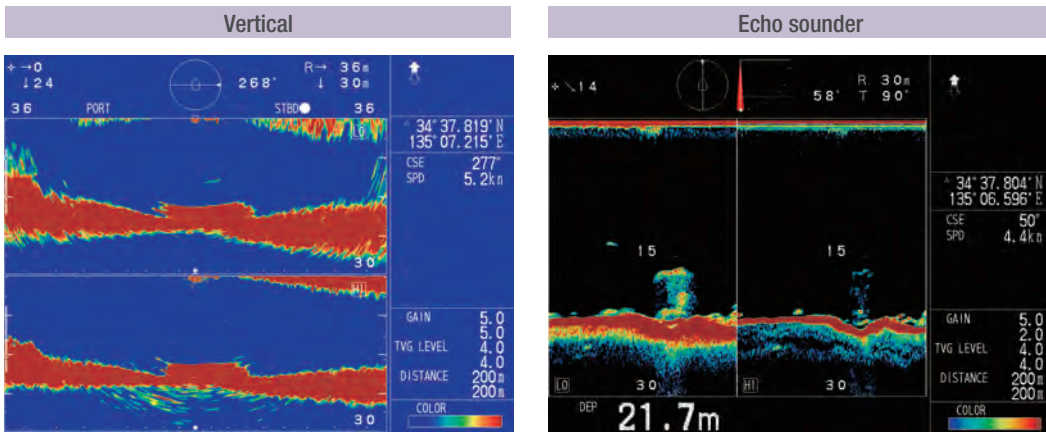 Vertical
→0
↓24
268°
R→ 36m
↓ 30m
36 PORT STBD 36
LO
34°37.819'N
135°07.215'E
CSE 277°
SPD 5.2kn
30
HI
GAIN 5.0
5.0
TVG LEVEL 4.0
4.0
DISTANCE 200m
200m
30
COLOR
Echo sounder
↘14
58°
R 30m
T 90°
34°37.804'N
135°06.596'E
CSE 50°
SPD 4.4kn
15 15
GAIN 5.0
2.0
TVG LEVEL 4.0
4.0
DISTANCE 200m
200m
LO 30 HI 30
DEP 21.7m
COLOR